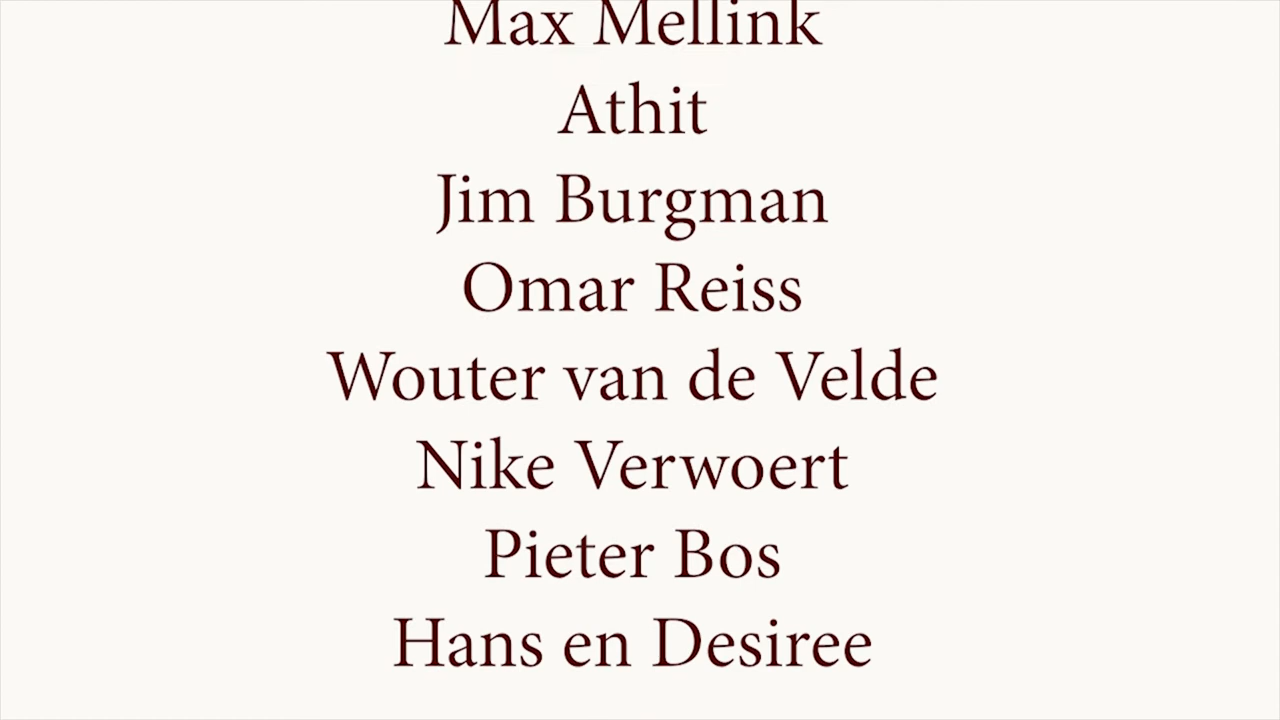 Max Mellink
Athit
Jim Burgman
Omar Reiss
Wouter van de Velde
Nike Verwoert
Pieter Bos
Hans en Desiree